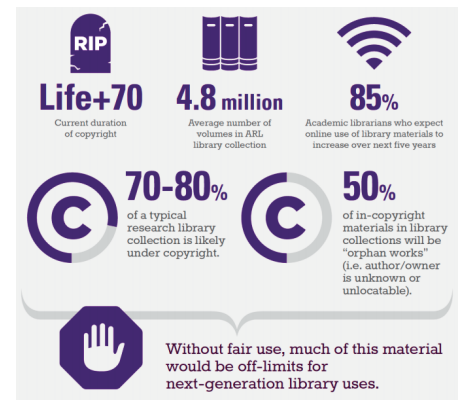 RIP
Life+70
Current duration
of copyright
4.8 million
Average number of
volumes in ARL
library collection
85%
Academic librarians who expect
online use of library materials to
increase over next five years
C
70-80%
of a typical
research library
collection is likely
under copyright.
C
50%
of in-copyright
materials in library
collections will be
"orphan works"
(i.e. author/owner
is unknown or
unlocatable).
Without fair use, much of this material
would be off-limits for
next-generation library uses.